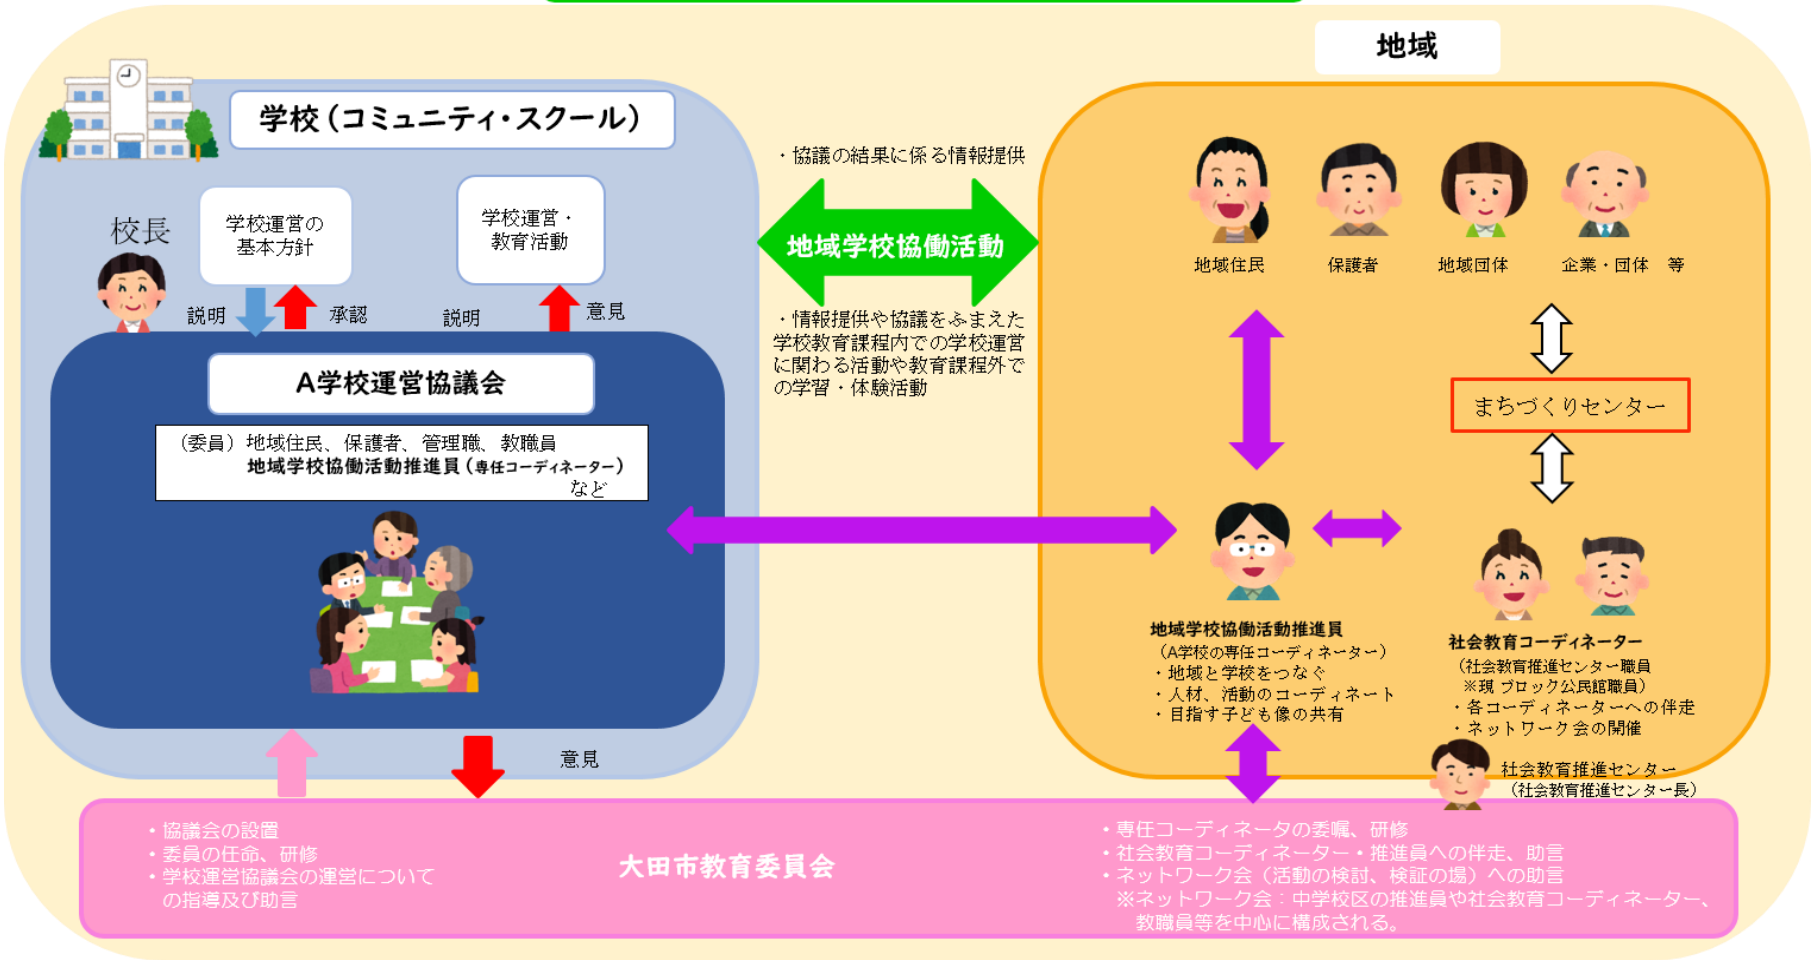 地域
学校（コミュニティ・スクール）
校長
学校運営の
基本方針
学校運営・
教育活動
説明
承認
説明
意見
A学校運営協議会
（委員）地域住民、保護者、管理職、教職員
地域学校協働活動推進員（専任コーディネーター）
など
・協議の結果に係る情報提供
地域学校協働活動
・情報提供や協議をふまえた
学校教育課程内での学校運営
に関わる活動や教育課程外で
の学習・体験活動
地域住民
保護者
地域団体
企業・団体　等
まちづくりセンター
地域学校協働活動推進員
（A学校の専任コーディネーター）
・地域と学校をつなぐ
・人材、活動のコーディネート
・目指す子ども像の共有
社会教育コーディネーター
（社会教育推進センター職員
※現 ブロック公民館職員）
・各コーディネーターへの伴走
・ネットワーク会の開催
社会教育推進センター
（社会教育推進センター長）
意見
・協議会の設置
・委員の任命、研修
・学校運営協議会の運営について
の指導及び助言
大田市教育委員会
・専任コーディネータの委嘱、研修
・社会教育コーディネーター・推進員への伴走、助言
・ネットワーク会（活動の検討、検証の場）への助言
※ネットワーク会：中学校区の推進員や社会教育コーディネーター、
教職員等を中心に構成される。